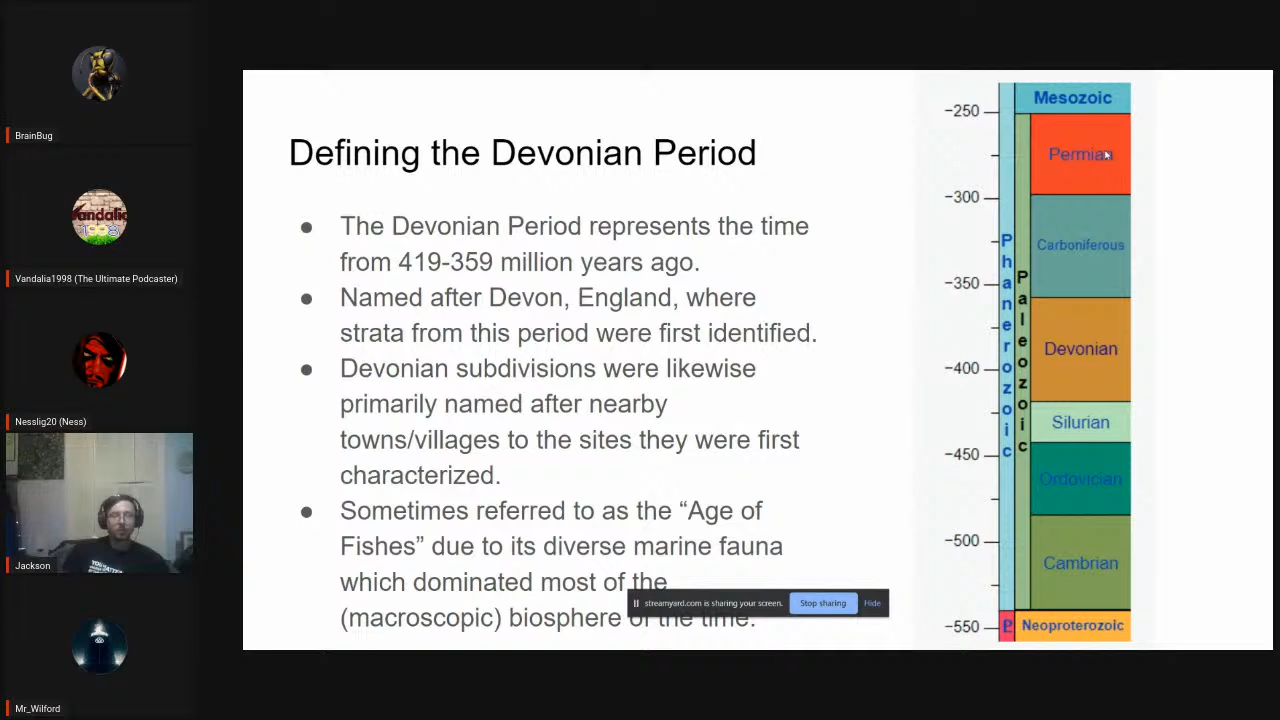 BrainBug
Vandalia1998 (The Ultimate Podcaster)
Nesslig20 (Ness)
Jackson
Mr_Wilford
Defining the Devonian Period
● The Devonian Period represents the time
from 419-359 million years ago.
● Named after Devon, England, where
strata from this period were first identified.
● Devonian subdivisions were likewise
primarily named after nearby
towns/villages to the sites they were first
characterized.
● Sometimes referred to as the “Age of
Fishes” due to its diverse marine fauna
which dominated most of the
(macroscopic) biosphere of the time.
streamyard.com is sharing your screen. Stop sharing Hide
−250
−300
−350
−400
−450
−500
−550
Phanerozoic
Paleozoic
P
Mesozoic
Permian
Carboniferous
Devonian
Silurian
Ordovician
Cambrian
Neoproterozoic